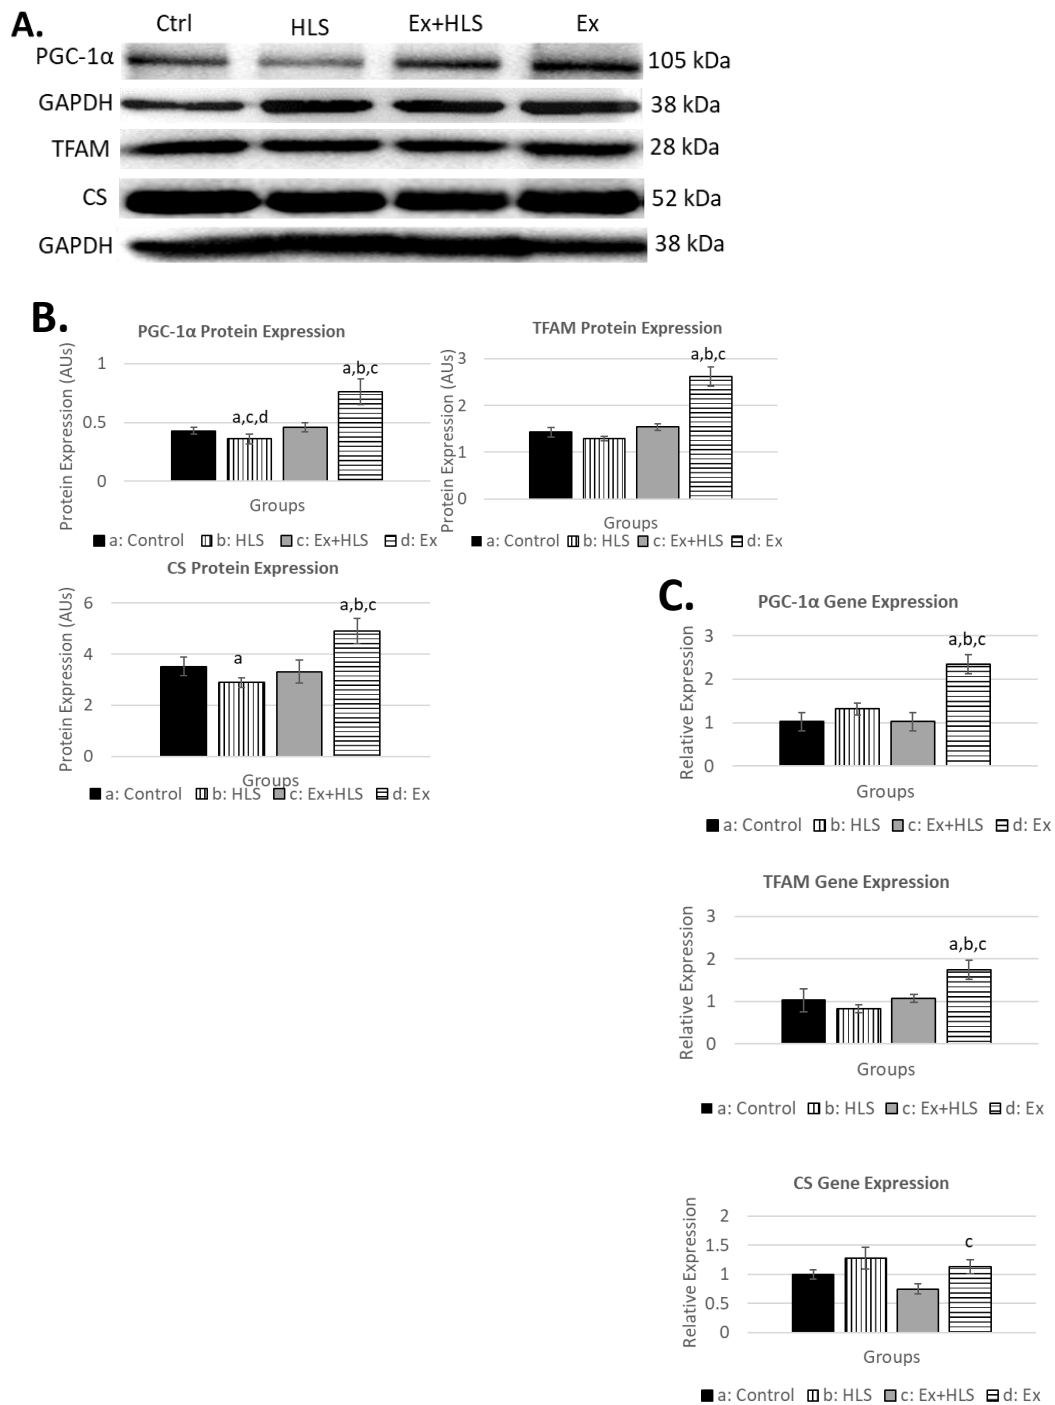 A.
Ctrl HLS Ex+HLS Ex
PGC-1α 105 kDa
GAPDH 38 kDa
TFAM 28 kDa
CS 52 kDa
GAPDH 38 kDa
B.
PGC-1α Protein Expression
Protein Expression (AUs)
1
0.5
0
a,c,d
a,b,c
Groups
a: Control b: HLS c: Ex+HLS d: Ex
TFAM Protein Expression
Protein Expression (AUs)
3
2
1
0
a,b,c
Groups
a: Control b: HLS c: Ex+HLS d: Ex
CS Protein Expression
Protein Expression (AUs)
6
4
2
0
a
a,b,c
Groups
a: Control b: HLS c: Ex+HLS d: Ex
C.
PGC-1α Gene Expression
Relative Expression
3
2
1
0
a,b,c
Groups
a: Control b: HLS c: Ex+HLS d: Ex
TFAM Gene Expression
Relative Expression
3
2
1
0
a,b,c
Groups
a: Control b: HLS c: Ex+HLS d: Ex
CS Gene Expression
Relative Expression
2
1.5
1
0.5
0
c
Groups
a: Control b: HLS c: Ex+HLS d: Ex